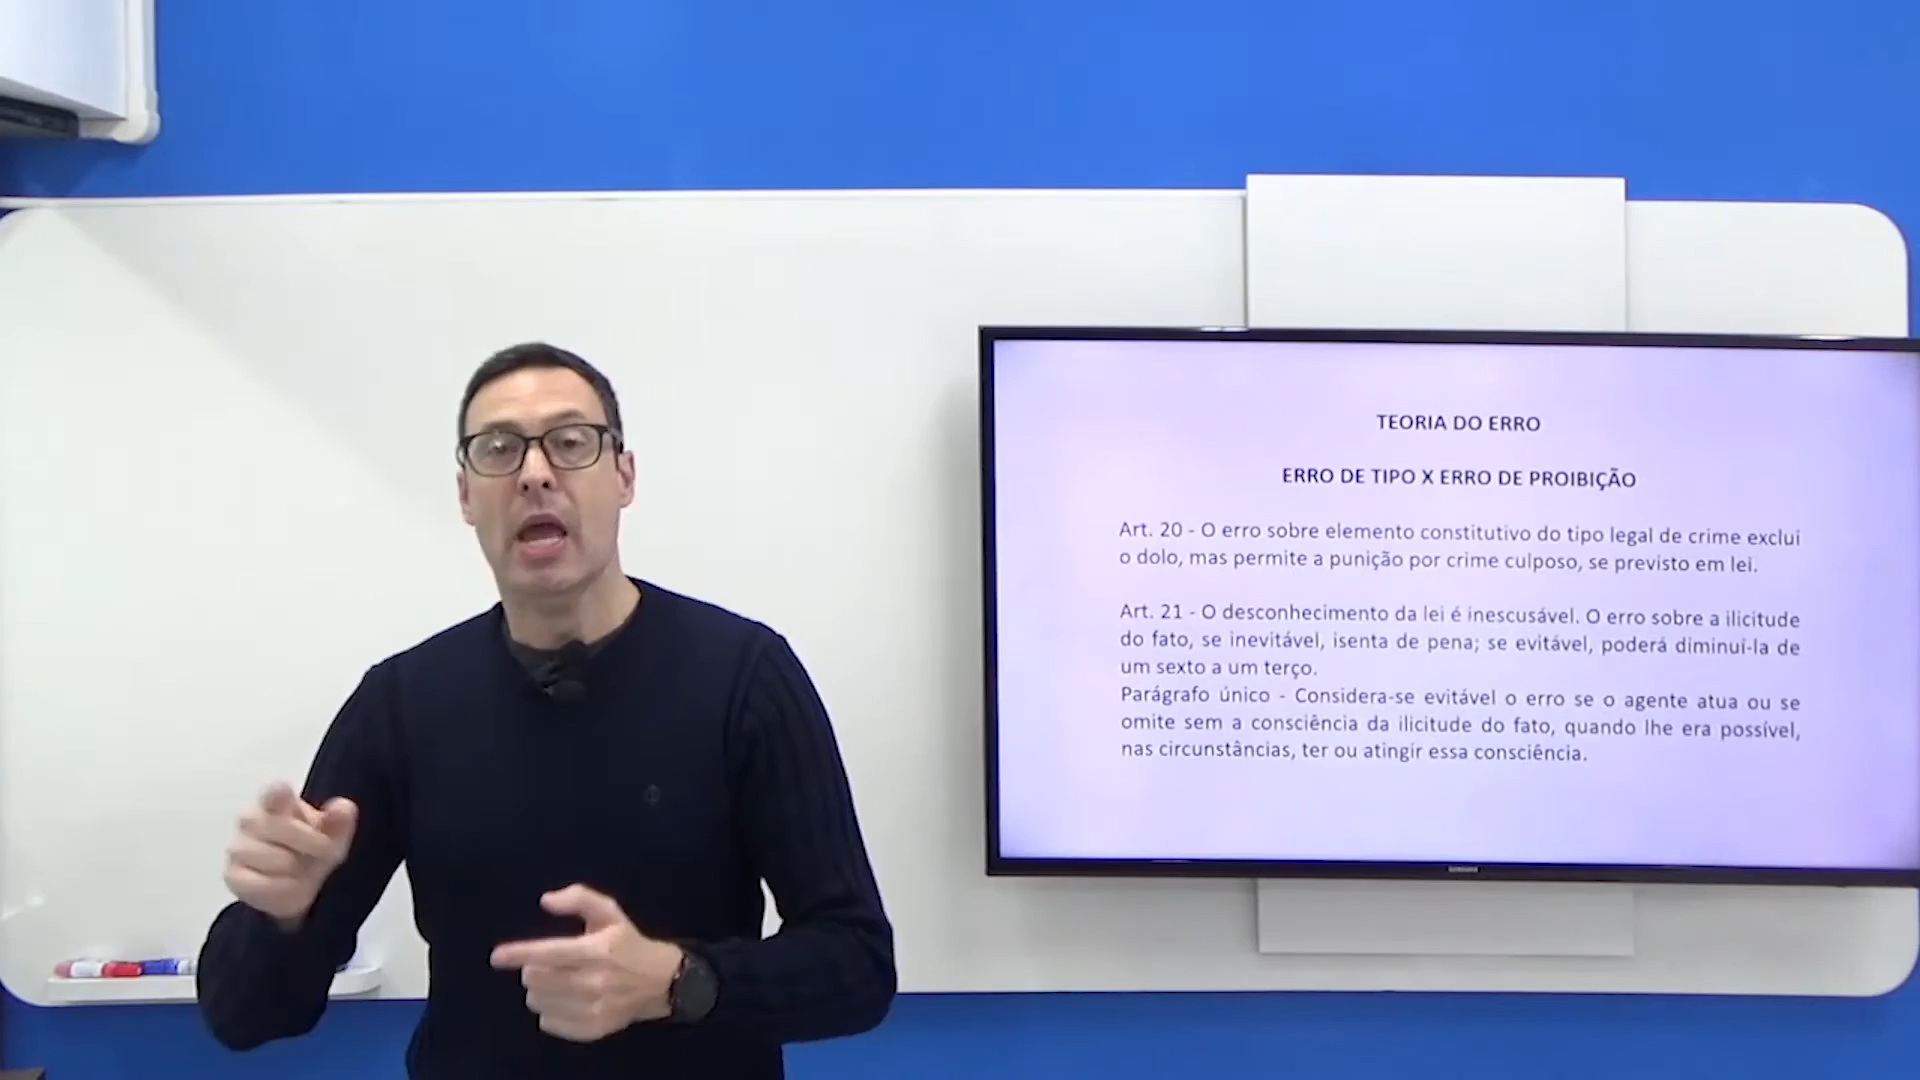 TEORIA DO ERRO
ERRO DE TIPO X ERRO DE PROIBIÇÃO
Art. 20 - O erro sobre elemento constitutivo do tipo legal de crime exclui
o dolo, mas permite a punição por crime culposo, se previsto em lei.
Art. 21 - O desconhecimento da lei é inescusável. O erro sobre a ilicitude
do fato, se inevitável, isenta de pena; se evitável, poderá diminuí-la de
um sexto a um terço.
Parágrafo único - Considera-se evitável o erro se o agente atua ou se
omite sem a consciência da ilicitude do fato, quando lhe era possível,
nas circunstâncias, ter ou atingir essa consciência.
SAMSUNG